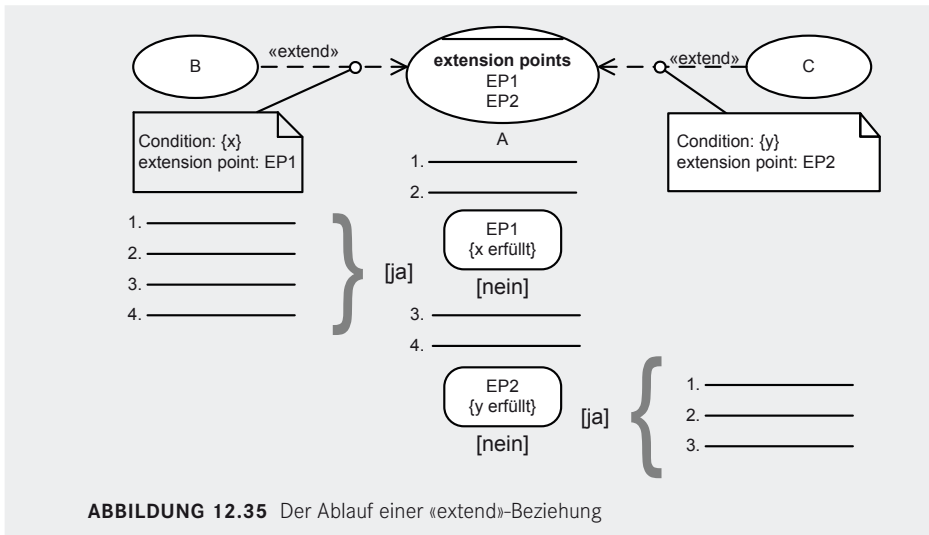 B
«extend»
extension points
EP1
EP2
«extend»
C
Condition: {x}
extension point: EP1
A
Condition: {y}
extension point: EP2
1.
2.
1.
2.
3.
4.
[ja]
EP1
{x erfüllt}
[nein]
3.
4.
EP2
{y erfüllt}
[nein]
[ja]
1.
2.
3.
ABBILDUNG 12.35 Der Ablauf einer «extend»-Beziehung